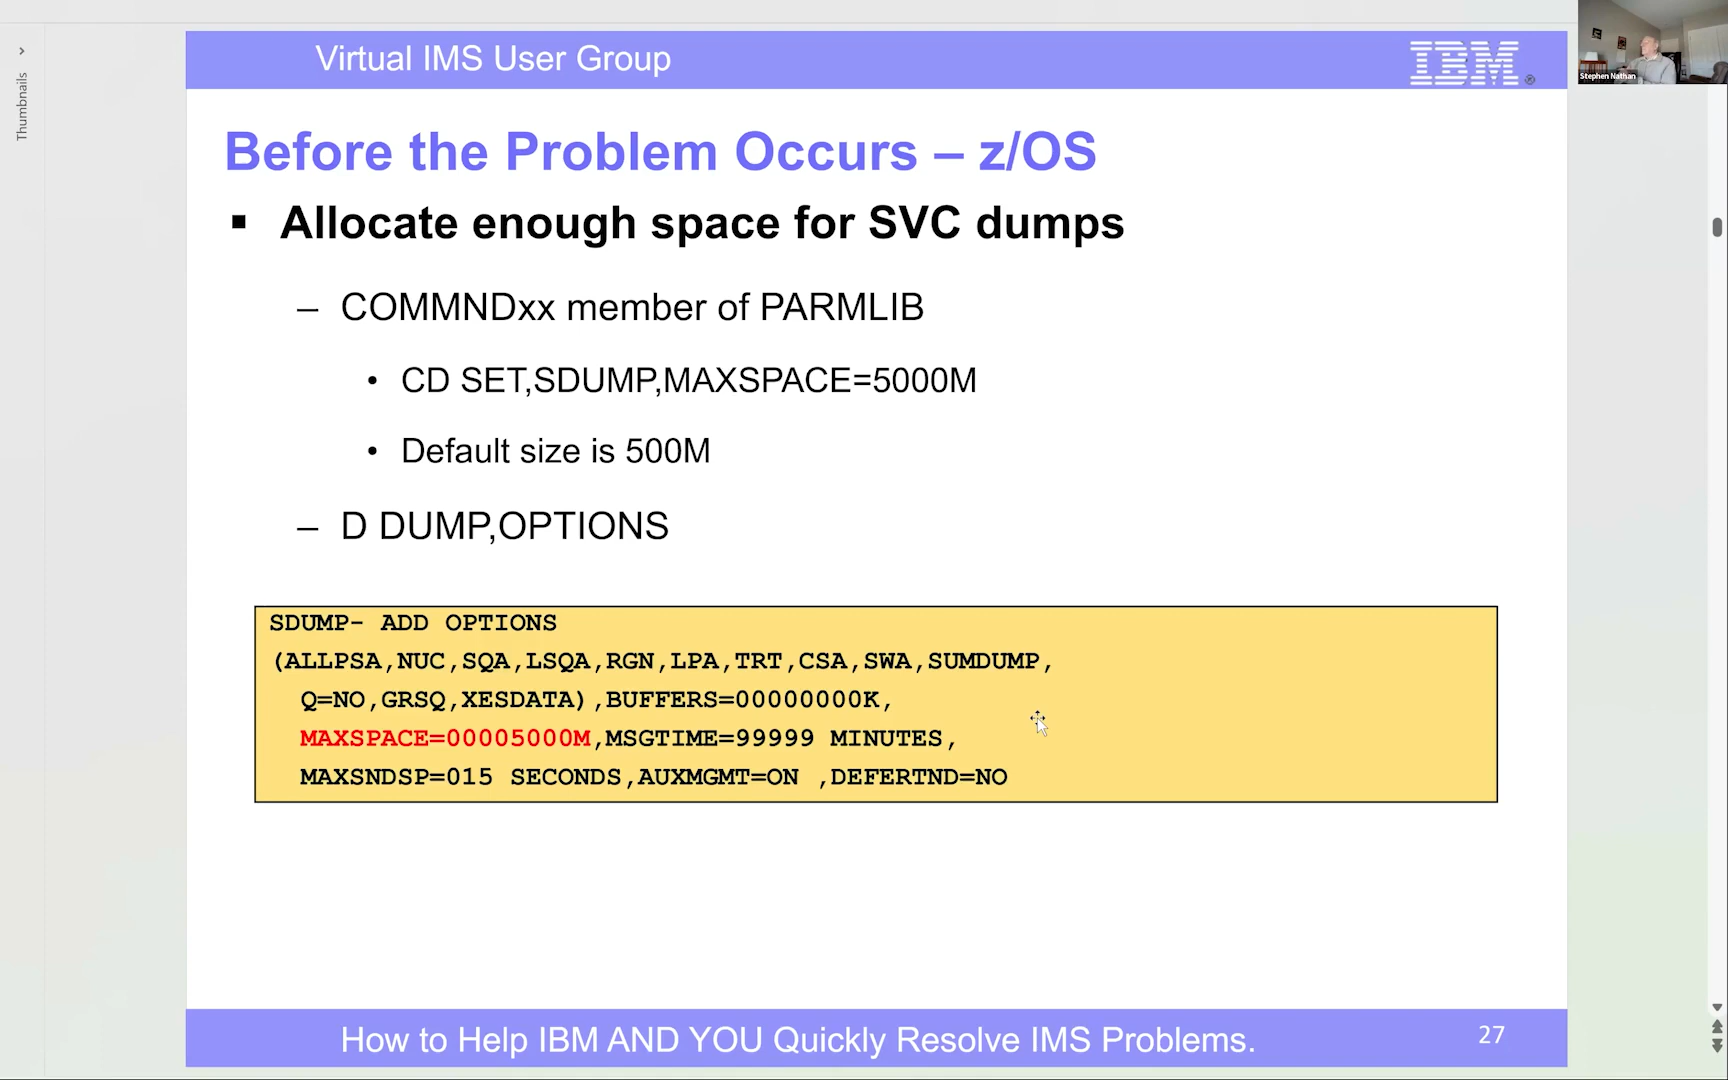 Thumbnails
Virtual IMS User Group
IBM®
Stephen Nathan
Before the Problem Occurs – z/OS
▪ Allocate enough space for SVC dumps
– COMMNDxx member of PARMLIB
• CD SET,SDUMP,MAXSPACE=5000M
• Default size is 500M
– D DUMP,OPTIONS
SDUMP- ADD OPTIONS
(ALLPSA,NUC,SQA,LSQA,RGN,LPA,TRT,CSA,SWA,SUMDUMP,
Q=NO,GRSQ,XESDATA),BUFFERS=00000000K,
MAXSPACE=00005000M,MSGTIME=99999 MINUTES,
MAXSNDSP=015 SECONDS,AUXMGMT=ON ,DEFERTND=NO
How to Help IBM AND YOU Quickly Resolve IMS Problems.
27